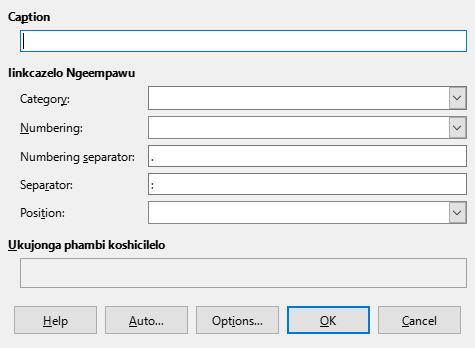 Caption
Iinkcazelo Ngeempawu
Category:
Numbering:
Numbering separator: .
Separator: :
Position:
Ukujonga phambi koshicilelo
Help Auto... Options... OK Cancel